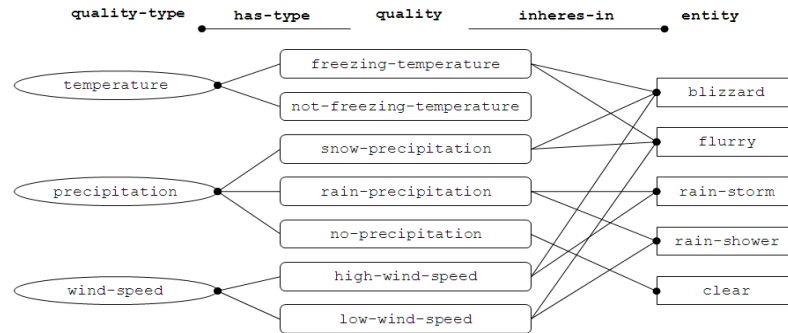 quality-type has-type quality inheres-in entity
temperature
precipitation
wind-speed
freezing-temperature
not-freezing-temperature
snow-precipitation
rain-precipitation
no-precipitation
high-wind-speed
low-wind-speed
blizzard
flurry
rain-storm
rain-shower
clear